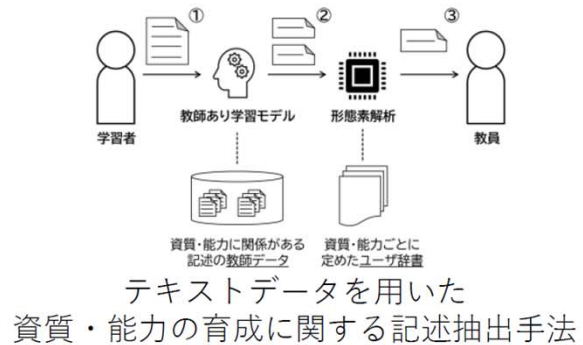 ① ② ③
学習者 教師あり学習モデル 形態素解析 教員
資質・能力に関係がある
記述の教師データ
資質・能力ごとに
定めたユーザ辞書
テキストデータを用いた
資質・能力の育成に関する記述抽出手法